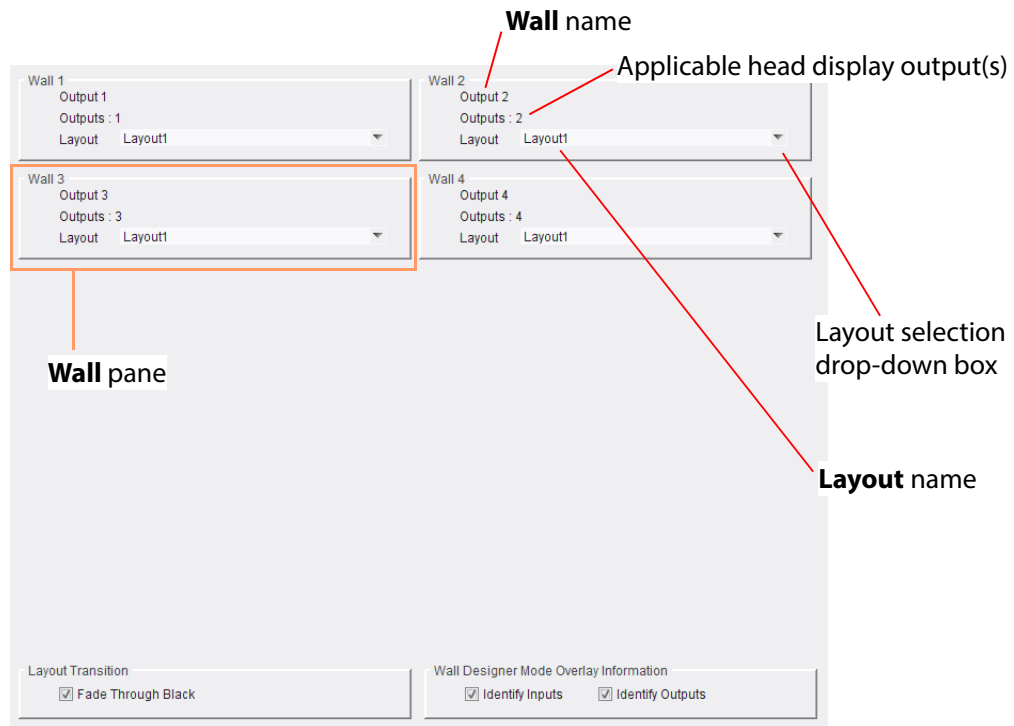 Wall name
Applicable head display output(s)
Wall 1
Output 1
Outputs : 1
Layout Layout1
Wall 2
Output 2
Outputs : 2
Layout Layout1
Wall 3
Output 3
Outputs : 3
Layout Layout1
Wall 4
Output 4
Outputs : 4
Layout Layout1
Layout selection
drop-down box
Wall pane
Layout name
Layout Transition
Fade Through Black
Wall Designer Mode Overlay Information
Identify Inputs Identify Outputs